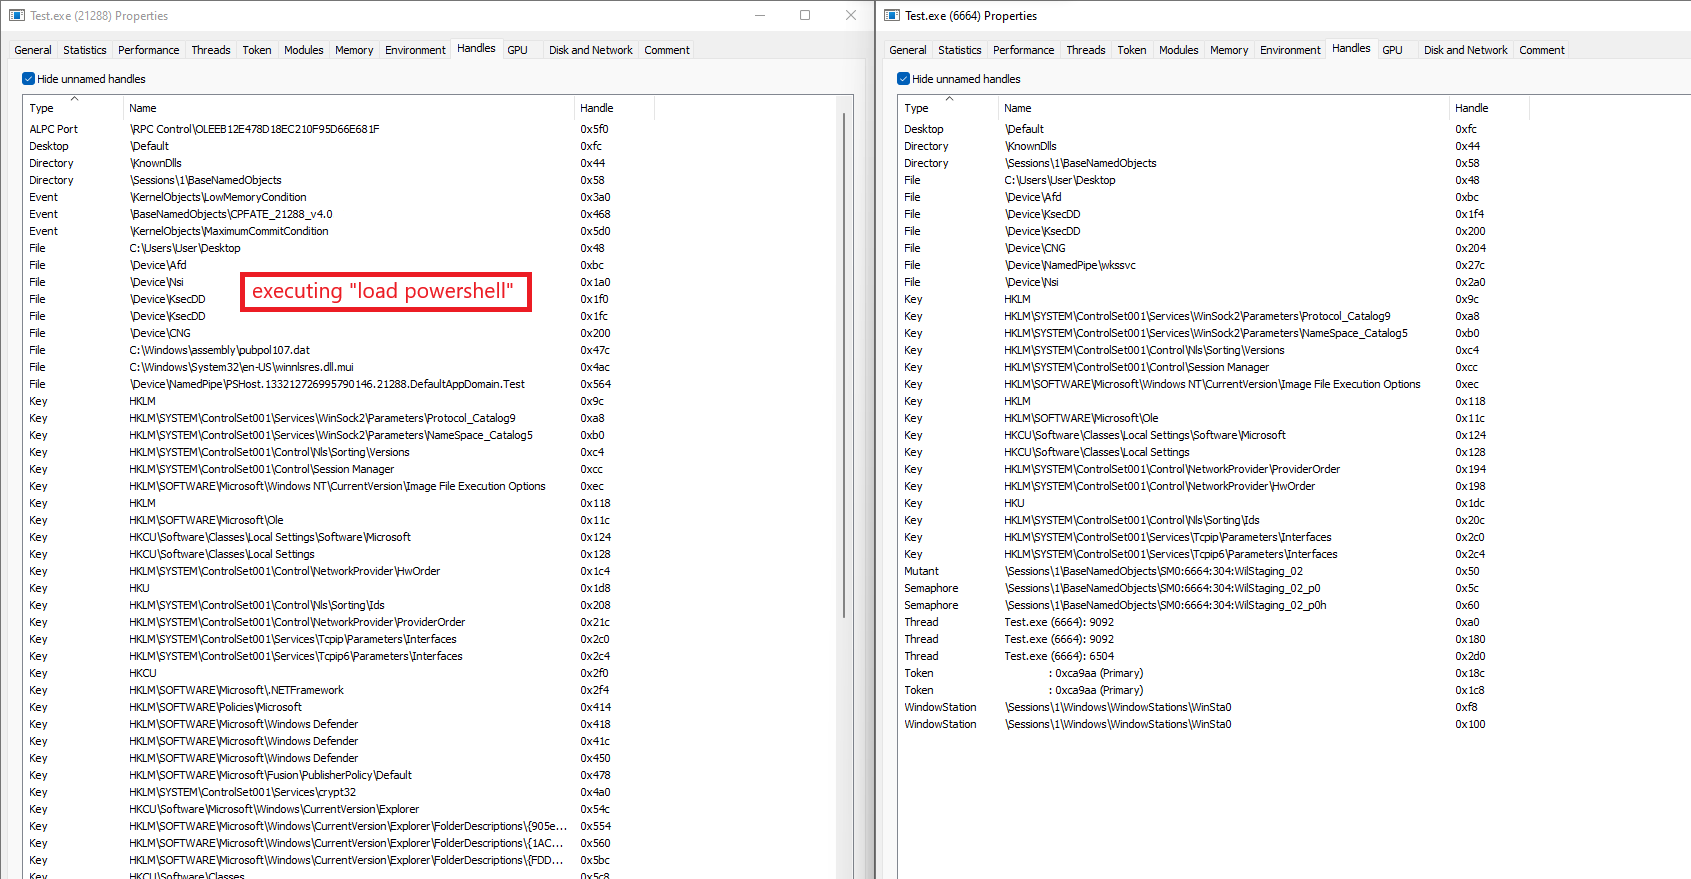 Test.exe (21288) Properties
General Statistics Performance Threads Token Modules Memory Environment Handles GPU Disk and Network Comment
Hide unnamed handles
Type Name Handle
ALPC Port \RPC Control\OLEEB12E478D18EC210F95D66E681F 0x5f0
Desktop \Default 0xfc
Directory \KnownDlls 0x44
Directory \Sessions\1\BaseNamedObjects 0x58
Event \KernelObjects\LowMemoryCondition 0x3a0
Event \BaseNamedObjects\CPFATE_21288_v4.0 0x468
Event \KernelObjects\MaximumCommitCondition 0x5d0
File C:\Users\User\Desktop 0x48
File \Device\Afd 0xbc
File \Device\Nsi 0x1a0
executing "load powershell"
File \Device\KsecDD 0x1f0
File \Device\KsecDD 0x1fc
File \Device\CNG 0x200
File C:\Windows\assembly\pubpol107.dat 0x47c
File C:\Windows\System32\en-US\winnlsres.dll.mui 0x4ac
File \Device\NamedPipe\PSHost.133212726995790146.21288.DefaultAppDomain.Test 0x564
Key HKLM 0x9c
Key HKLM\SYSTEM\ControlSet001\Services\WinSock2\Parameters\Protocol_Catalog9 0xa8
Key HKLM\SYSTEM\ControlSet001\Services\WinSock2\Parameters\NameSpace_Catalog5 0xb0
Key HKLM\SYSTEM\ControlSet001\Control\Nls\Sorting\Versions 0xc4
Key HKLM\SYSTEM\ControlSet001\Control\Session Manager 0xcc
Key HKLM\SOFTWARE\Microsoft\Windows NT\CurrentVersion\Image File Execution Options 0xec
Key HKLM 0x118
Key HKLM\SOFTWARE\Microsoft\Ole 0x11c
Key HKCU\Software\Classes\Local Settings\Software\Microsoft 0x124
Key HKCU\Software\Classes\Local Settings 0x128
Key HKLM\SYSTEM\ControlSet001\Control\NetworkProvider\HwOrder 0x1c4
Key HKU 0x1d8
Key HKLM\SYSTEM\ControlSet001\Control\Nls\Sorting\Ids 0x208
Key HKLM\SYSTEM\ControlSet001\Control\NetworkProvider\ProviderOrder 0x21c
Key HKLM\SYSTEM\ControlSet001\Services\Tcpip\Parameters\Interfaces 0x2c0
Key HKLM\SYSTEM\ControlSet001\Services\Tcpip6\Parameters\Interfaces 0x2c4
Key HKCU 0x2f0
Key HKLM\SOFTWARE\Microsoft\.NETFramework 0x2f4
Key HKLM\SOFTWARE\Policies\Microsoft 0x414
Key HKLM\SOFTWARE\Microsoft\Windows Defender 0x418
Key HKLM\SOFTWARE\Microsoft\Windows Defender 0x41c
Key HKLM\SOFTWARE\Microsoft\Windows Defender 0x450
Key HKLM\SOFTWARE\Microsoft\Fusion\PublisherPolicy\Default 0x478
Key HKLM\SYSTEM\ControlSet001\Services\crypt32 0x4a0
Key HKCU\Software\Microsoft\Windows\CurrentVersion\Explorer 0x54c
Key HKLM\SOFTWARE\Microsoft\Windows\CurrentVersion\Explorer\FolderDescriptions\{905e... 0x554
Key HKLM\SOFTWARE\Microsoft\Windows\CurrentVersion\Explorer\FolderDescriptions\{1AC... 0x560
Key HKLM\SOFTWARE\Microsoft\Windows\CurrentVersion\Explorer\FolderDescriptions\{FDD... 0x5bc
Key HKCU\Software\Classes 0x5c8
Test.exe (6664) Properties
General Statistics Performance Threads Token Modules Memory Environment Handles GPU Disk and Network Comment
Hide unnamed handles
Type Name Handle
Desktop \Default 0xfc
Directory \KnownDlls 0x44
Directory \Sessions\1\BaseNamedObjects 0x58
File C:\Users\User\Desktop 0x48
File \Device\Afd 0xbc
File \Device\KsecDD 0x1f4
File \Device\KsecDD 0x200
File \Device\CNG 0x204
File \Device\NamedPipe\wkssvc 0x27c
File \Device\Nsi 0x2a0
Key HKLM 0x9c
Key HKLM\SYSTEM\ControlSet001\Services\WinSock2\Parameters\Protocol_Catalog9 0xa8
Key HKLM\SYSTEM\ControlSet001\Services\WinSock2\Parameters\NameSpace_Catalog5 0xb0
Key HKLM\SYSTEM\ControlSet001\Control\Nls\Sorting\Versions 0xc4
Key HKLM\SYSTEM\ControlSet001\Control\Session Manager 0xcc
Key HKLM\SOFTWARE\Microsoft\Windows NT\CurrentVersion\Image File Execution Options 0xec
Key HKLM 0x118
Key HKLM\SOFTWARE\Microsoft\Ole 0x11c
Key HKCU\Software\Classes\Local Settings\Software\Microsoft 0x124
Key HKCU\Software\Classes\Local Settings 0x128
Key HKLM\SYSTEM\ControlSet001\Control\NetworkProvider\ProviderOrder 0x194
Key HKLM\SYSTEM\ControlSet001\Control\NetworkProvider\HwOrder 0x198
Key HKU 0x1dc
Key HKLM\SYSTEM\ControlSet001\Control\Nls\Sorting\Ids 0x20c
Key HKLM\SYSTEM\ControlSet001\Services\Tcpip\Parameters\Interfaces 0x2c0
Key HKLM\SYSTEM\ControlSet001\Services\Tcpip6\Parameters\Interfaces 0x2c4
Mutant \Sessions\1\BaseNamedObjects\SM0:6664:304:WilStaging_02 0x50
Semaphore \Sessions\1\BaseNamedObjects\SM0:6664:304:WilStaging_02_p0 0x5c
Semaphore \Sessions\1\BaseNamedObjects\SM0:6664:304:WilStaging_02_p0h 0x60
Thread Test.exe (6664): 9092 0xa0
Thread Test.exe (6664): 9092 0x180
Thread Test.exe (6664): 6504 0x2d0
Token : 0xca9aa (Primary) 0x18c
Token : 0xca9aa (Primary) 0x1c8
WindowStation \Sessions\1\Windows\WindowStations\WinSta0 0xf8
WindowStation \Sessions\1\Windows\WindowStations\WinSta0 0x100